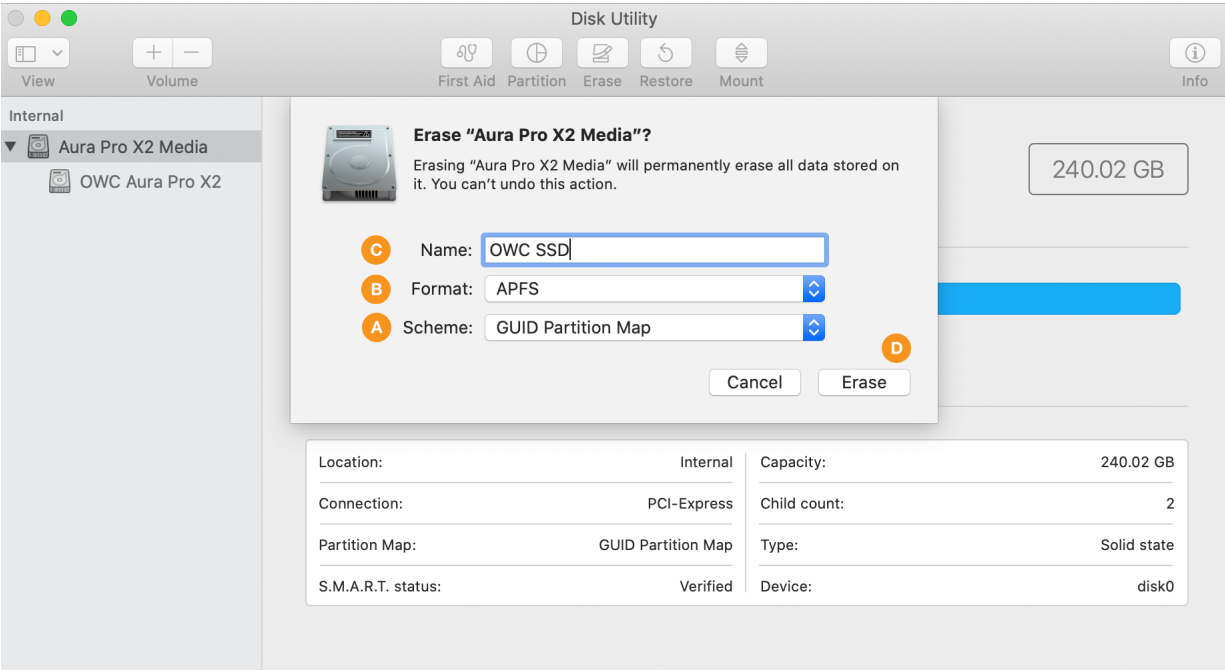 Disk Utility
View
Volume
First Aid
Partition
Erase
Restore
Mount
Info
Internal
Aura Pro X2 Media
OWC Aura Pro X2
Erase “Aura Pro X2 Media”?
Erasing “Aura Pro X2 Media” will permanently erase all data stored on
it. You can’t undo this action.
240.02 GB
C Name: OWC SSD
B Format: APFS
A Scheme: GUID Partition Map
D
Cancel
Erase
Location: Internal
Capacity: 240.02 GB
Connection: PCI-Express
Child count: 2
Partition Map: GUID Partition Map
Type: Solid state
S.M.A.R.T. status: Verified
Device: disk0